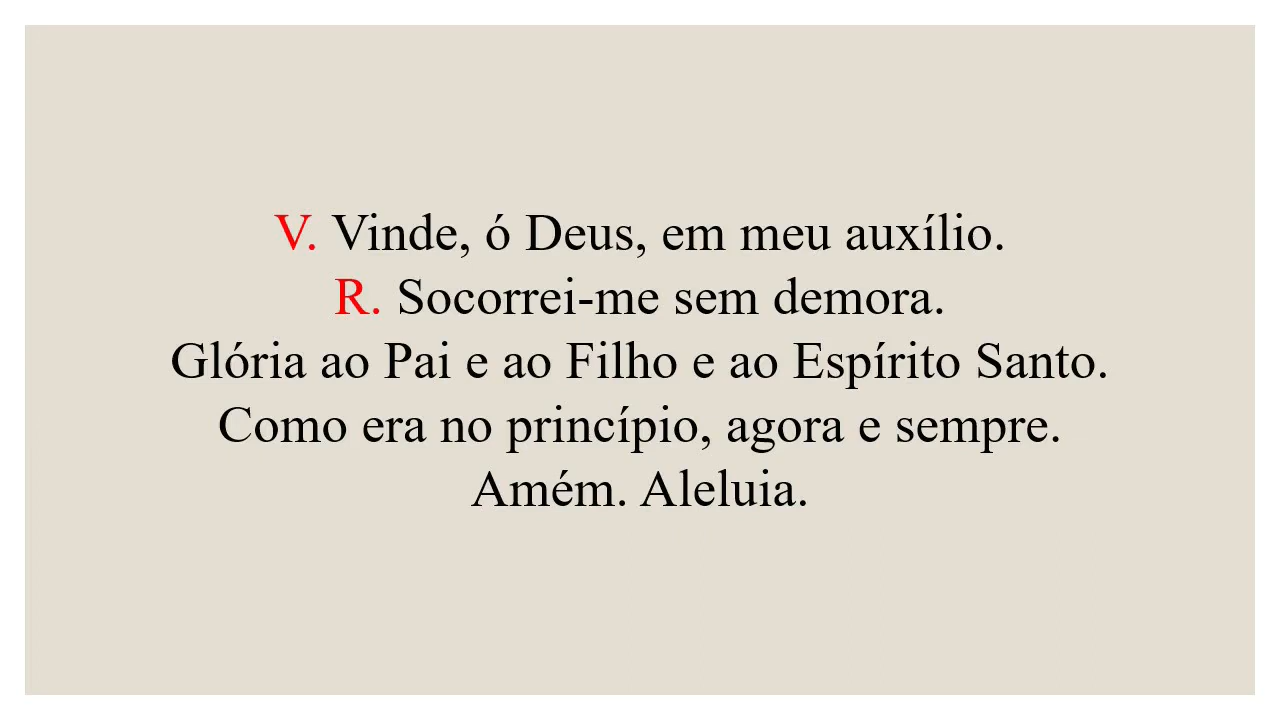 V. Vinde, ó Deus, em meu auxílio.
R. Socorrei-me sem demora.
Glória ao Pai e ao Filho e ao Espírito Santo.
Como era no princípio, agora e sempre.
Amém. Aleluia.